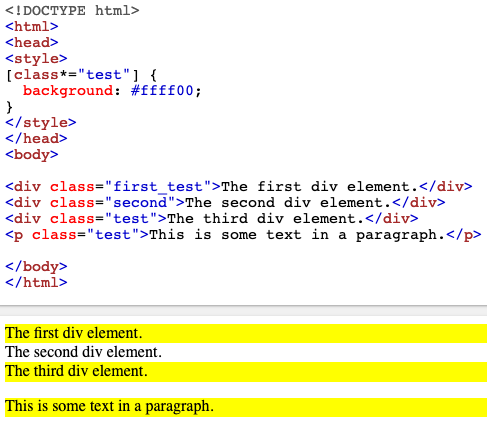 <!DOCTYPE html>
<html>
<head>
<style>
[class*="test"] {
  background: #ffff00;
}
</style>
</head>
<body>

<div class="first_test">The first div element.</div>
<div class="second">The second div element.</div>
<div class="test">The third div element.</div>
<p class="test">This is some text in a paragraph.</p>

</body>
</html>

The first div element.
The second div element.
The third div element.

This is some text in a paragraph.